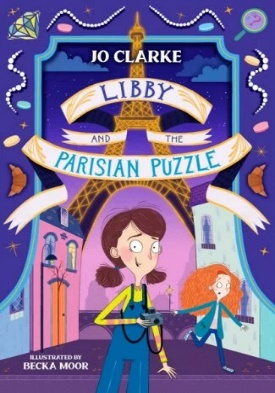 JO CLARKE
LIBBY
AND THE
PARISIAN PUZZLE
ILLUSTRATED BY
BECKA MOOR